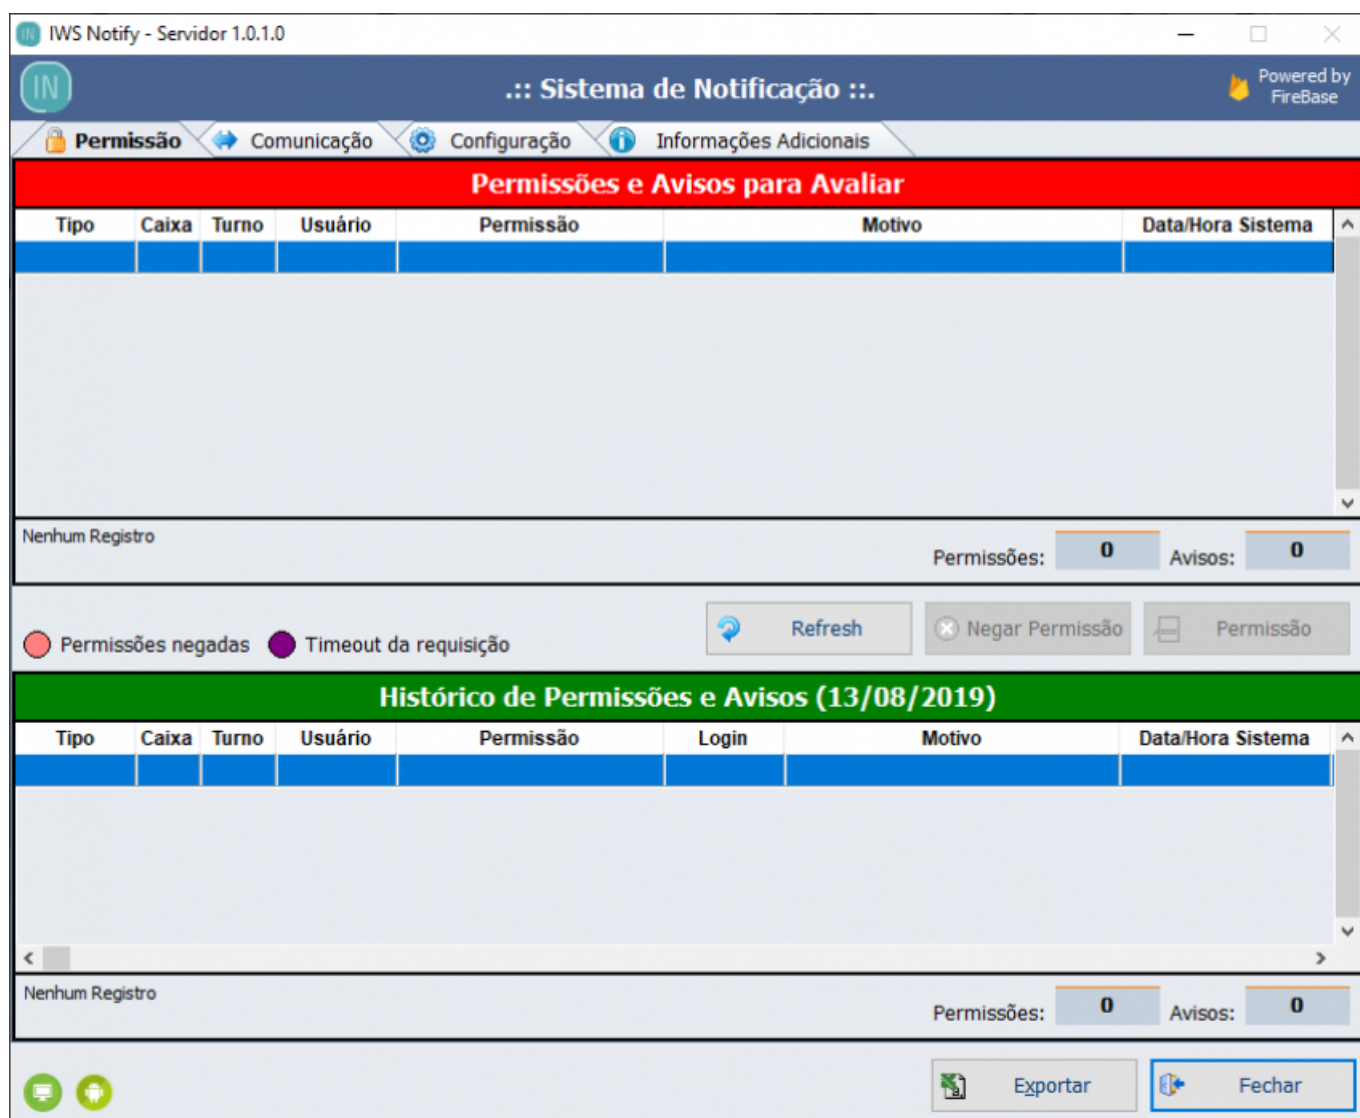 IN IWS Notify - Servidor 1.0.1.0
IN .:: Sistema de Notificação ::. Powered by
FireBase
Permissão Comunicação Configuração Informações Adicionais
Permissões e Avisos para Avaliar
Tipo Caixa Turno Usuário Permissão Motivo Data/Hora Sistema
Nenhum Registro
Permissões: 0 Avisos: 0
Permissões negadas Timeout da requisição Refresh Negar Permissão Permissão
Histórico de Permissões e Avisos (13/08/2019)
Tipo Caixa Turno Usuário Permissão Login Motivo Data/Hora Sistema
Nenhum Registro
Permissões: 0 Avisos: 0
Exportar Fechar